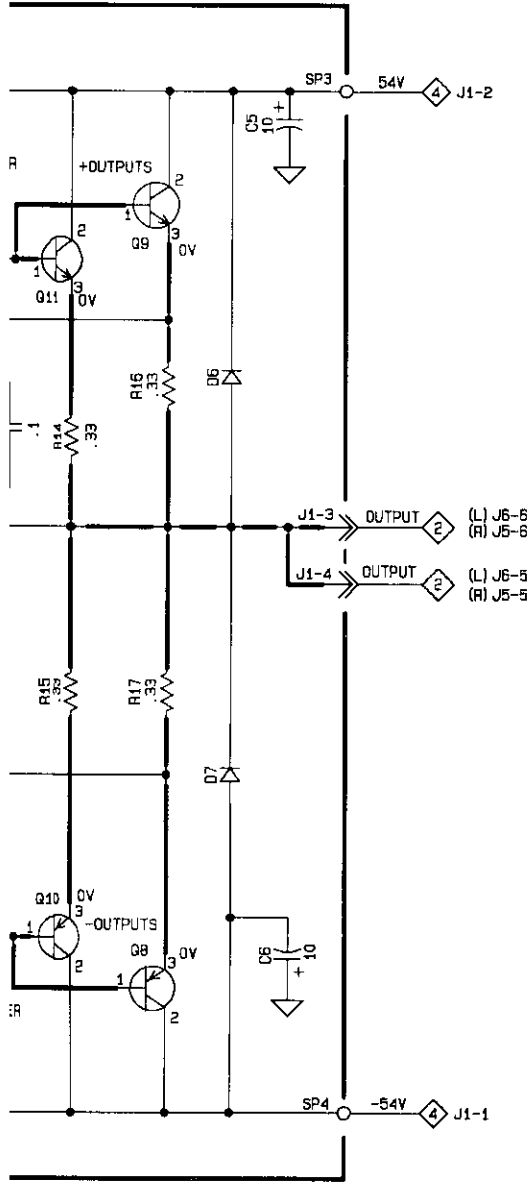 SP3 54V 4 J1-2
C5 10 +
R +OUTPUTS
2
1
Q9 3 0V
2
1
Q11 3 0V
R16 .33
D6
.1 R14 .33
J1-3 OUTPUT 2 (L) J6-6
(R) J5-6
J1-4 OUTPUT 2 (L) J6-5
(R) J5-5
R15 .33
R17 .33
D7
Q10 0V
1 3
-OUTPUTS
2 Q8 3 0V
1
2
C6 10 +
ER
SP4 -54V 4 J1-1